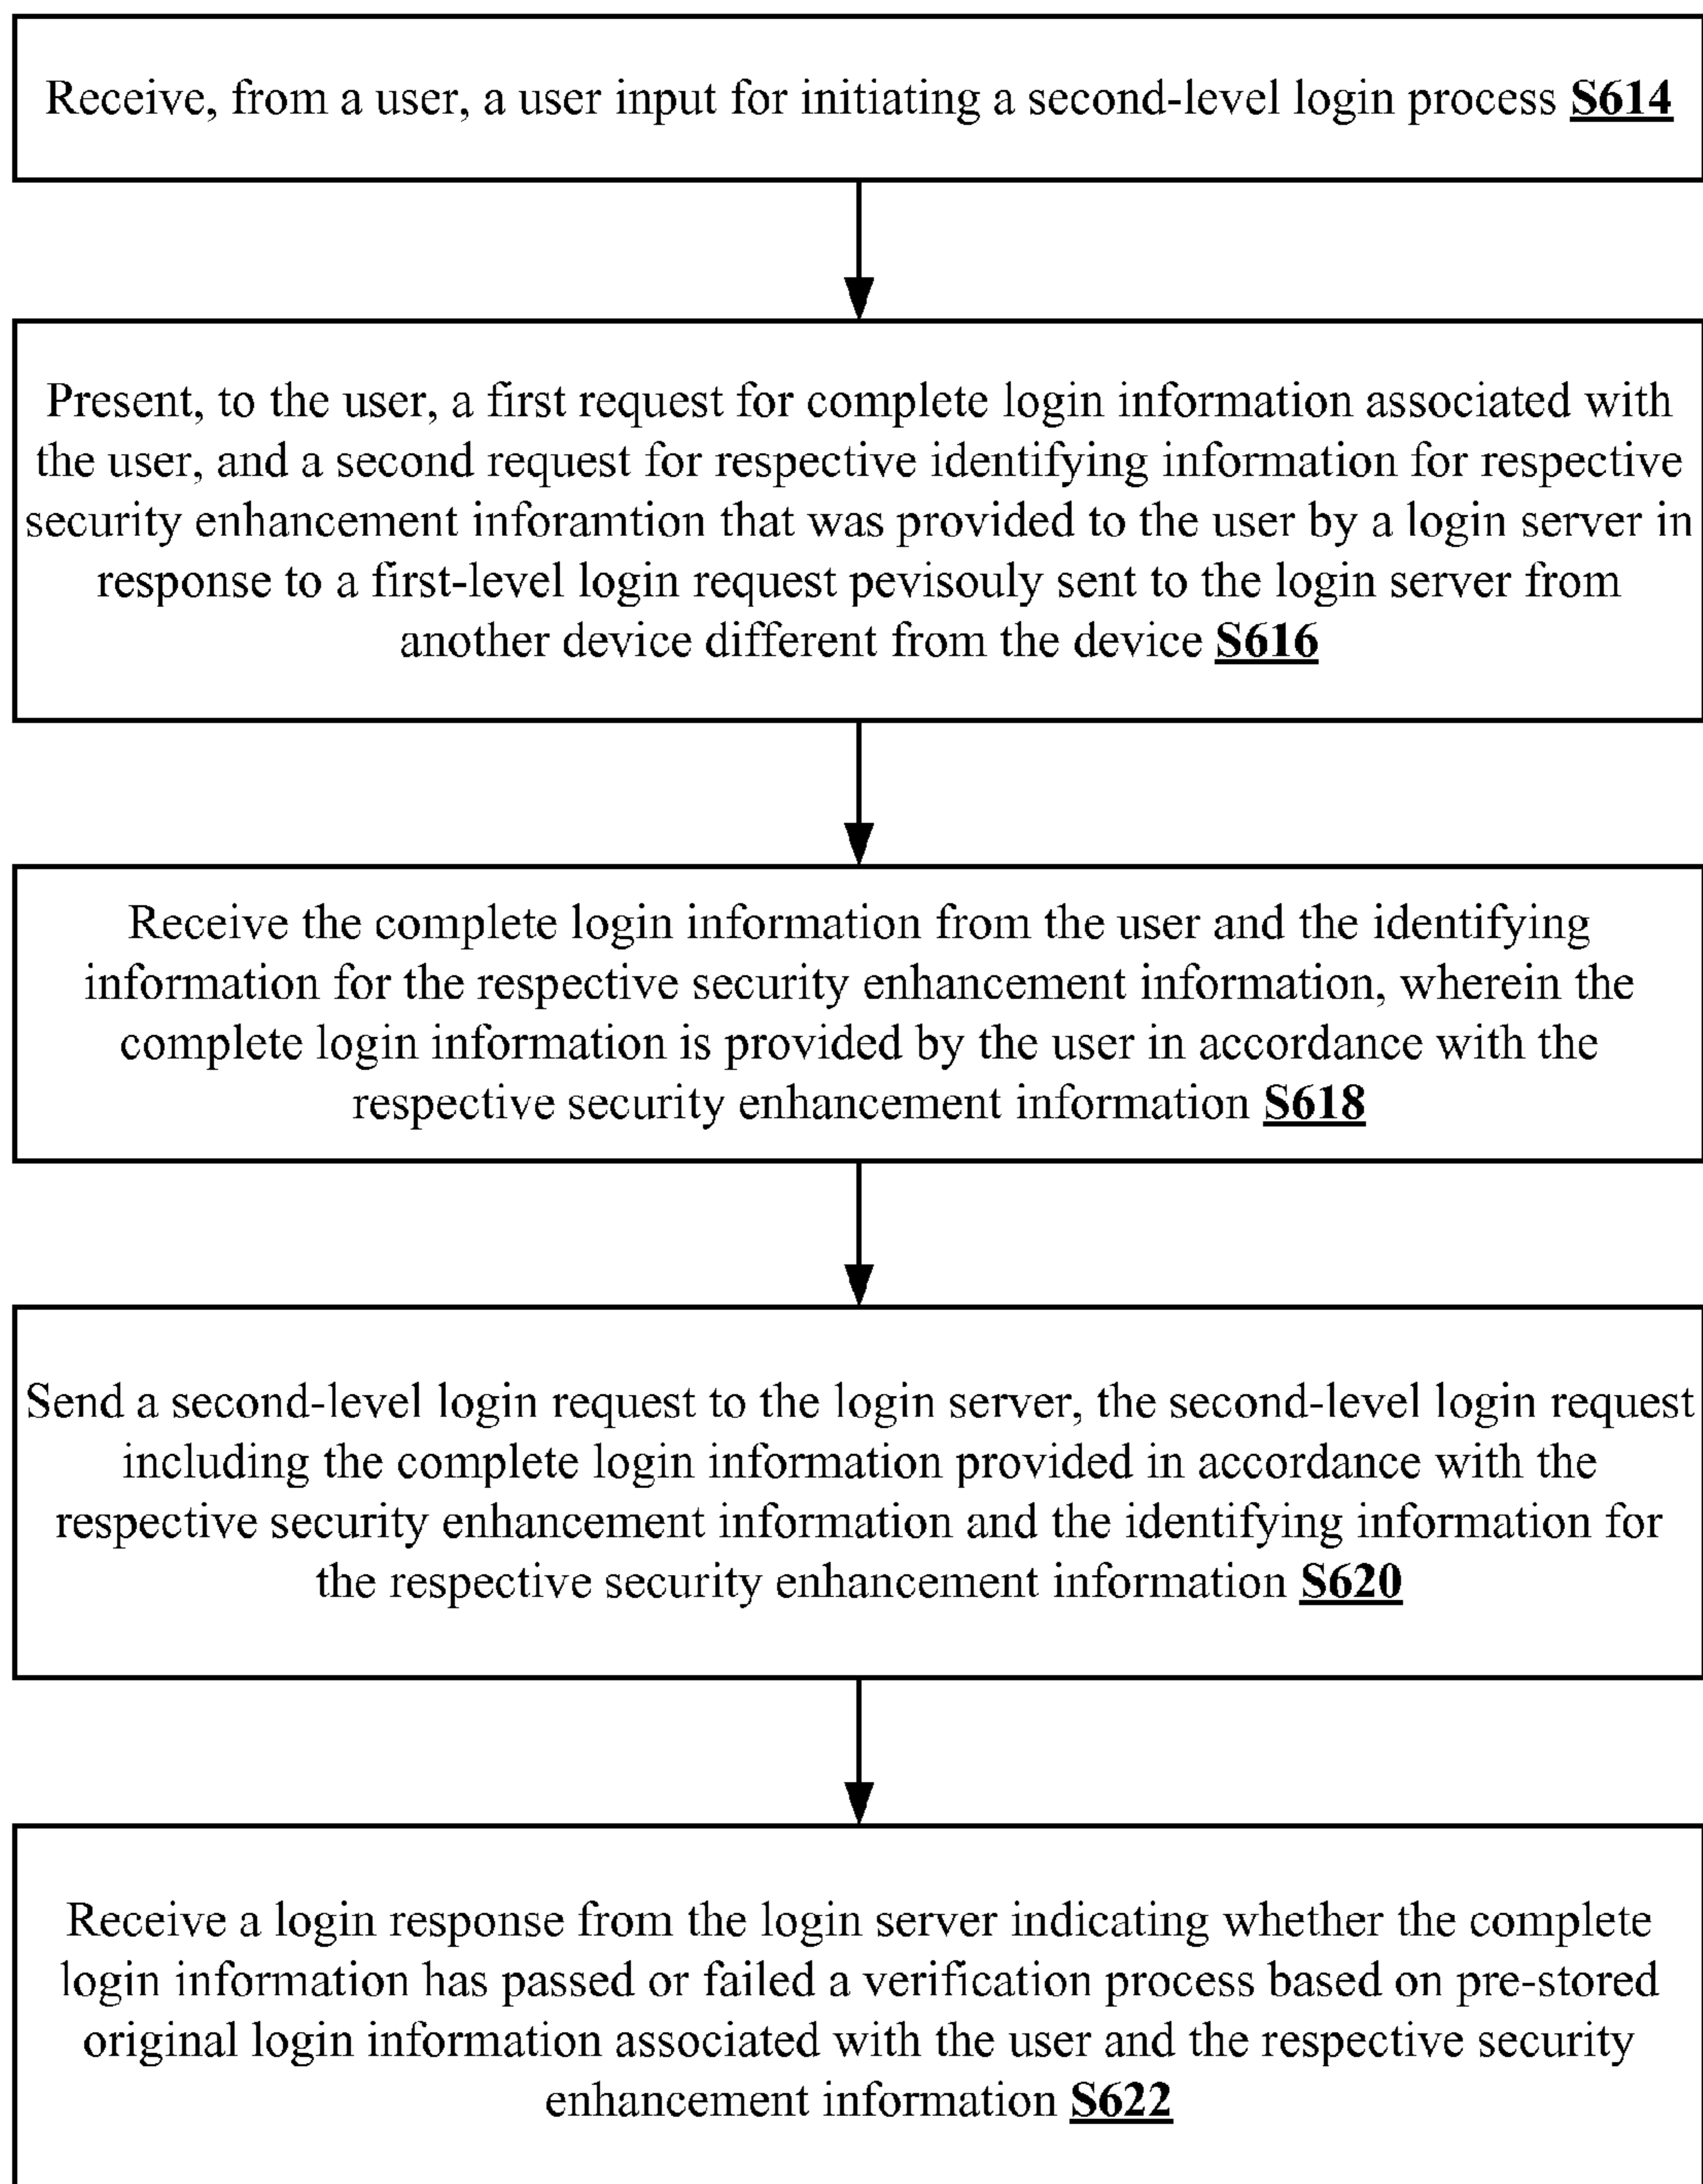 Receive, from a user, a user input for initiating a second-level login process S614
Present, to the user, a first request for complete login information associated with
the user, and a second request for respective identifying information for respective
security enhancement inforamtion that was provided to the user by a login server in
response to a first-level login request pevisouly sent to the login server from
another device different from the device S616
Receive the complete login information from the user and the identifying
information for the respective security enhancement information, wherein the
complete login information is provided by the user in accordance with the
respective security enhancement information S618
Send a second-level login request to the login server, the second-level login request
including the complete login information provided in accordance with the
respective security enhancement information and the identifying information for
the respective security enhancement information S620
Receive a login response from the login server indicating whether the complete
login information has passed or failed a verification process based on pre-stored
original login information associated with the user and the respective security
enhancement information S622